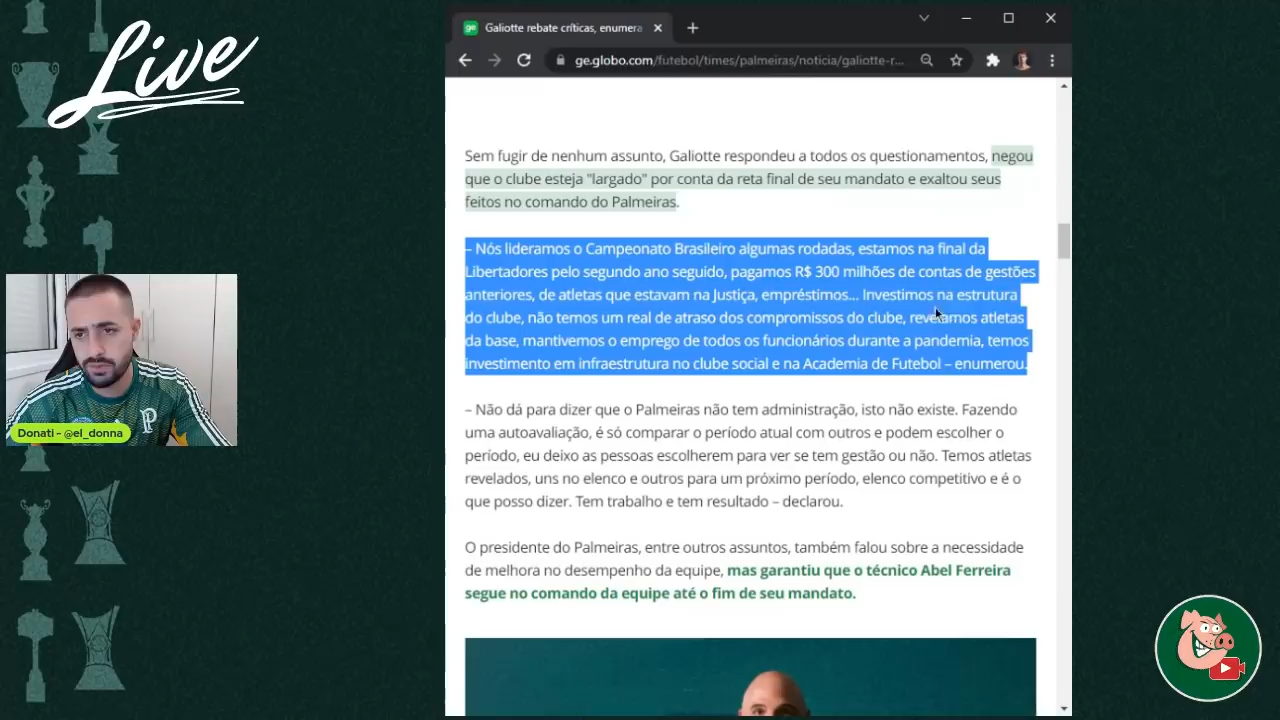 Live
ge Galiotte rebate críticas, enumera
ge.globo.com/futebol/times/palmeiras/noticia/galiotte-r...
Sem fugir de nenhum assunto, Galiotte respondeu a todos os questionamentos, negou
que o clube esteja "largado" por conta da reta final de seu mandato e exaltou seus
feitos no comando do Palmeiras.
– Nós lideramos o Campeonato Brasileiro algumas rodadas, estamos na final da
Libertadores pelo segundo ano seguido, pagamos R$ 300 milhões de contas de gestões
anteriores, de atletas que estavam na Justiça, empréstimos... Investimos na estrutura
do clube, não temos um real de atraso dos compromissos do clube, revelamos atletas
da base, mantivemos o emprego de todos os funcionários durante a pandemia, temos
investimento em infraestrutura no clube social e na Academia de Futebol – enumerou.
– Não dá para dizer que o Palmeiras não tem administração, isto não existe. Fazendo
uma autoavaliação, é só comparar o período atual com outros e podem escolher o
período, eu deixo as pessoas escolherem para ver se tem gestão ou não. Temos atletas
revelados, uns no elenco e outros para um próximo período, elenco competitivo e é o
que posso dizer. Tem trabalho e tem resultado – declarou.
O presidente do Palmeiras, entre outros assuntos, também falou sobre a necessidade
de melhora no desempenho da equipe, mas garantiu que o técnico Abel Ferreira
segue no comando da equipe até o fim de seu mandato.
P
Donati - @el_donna